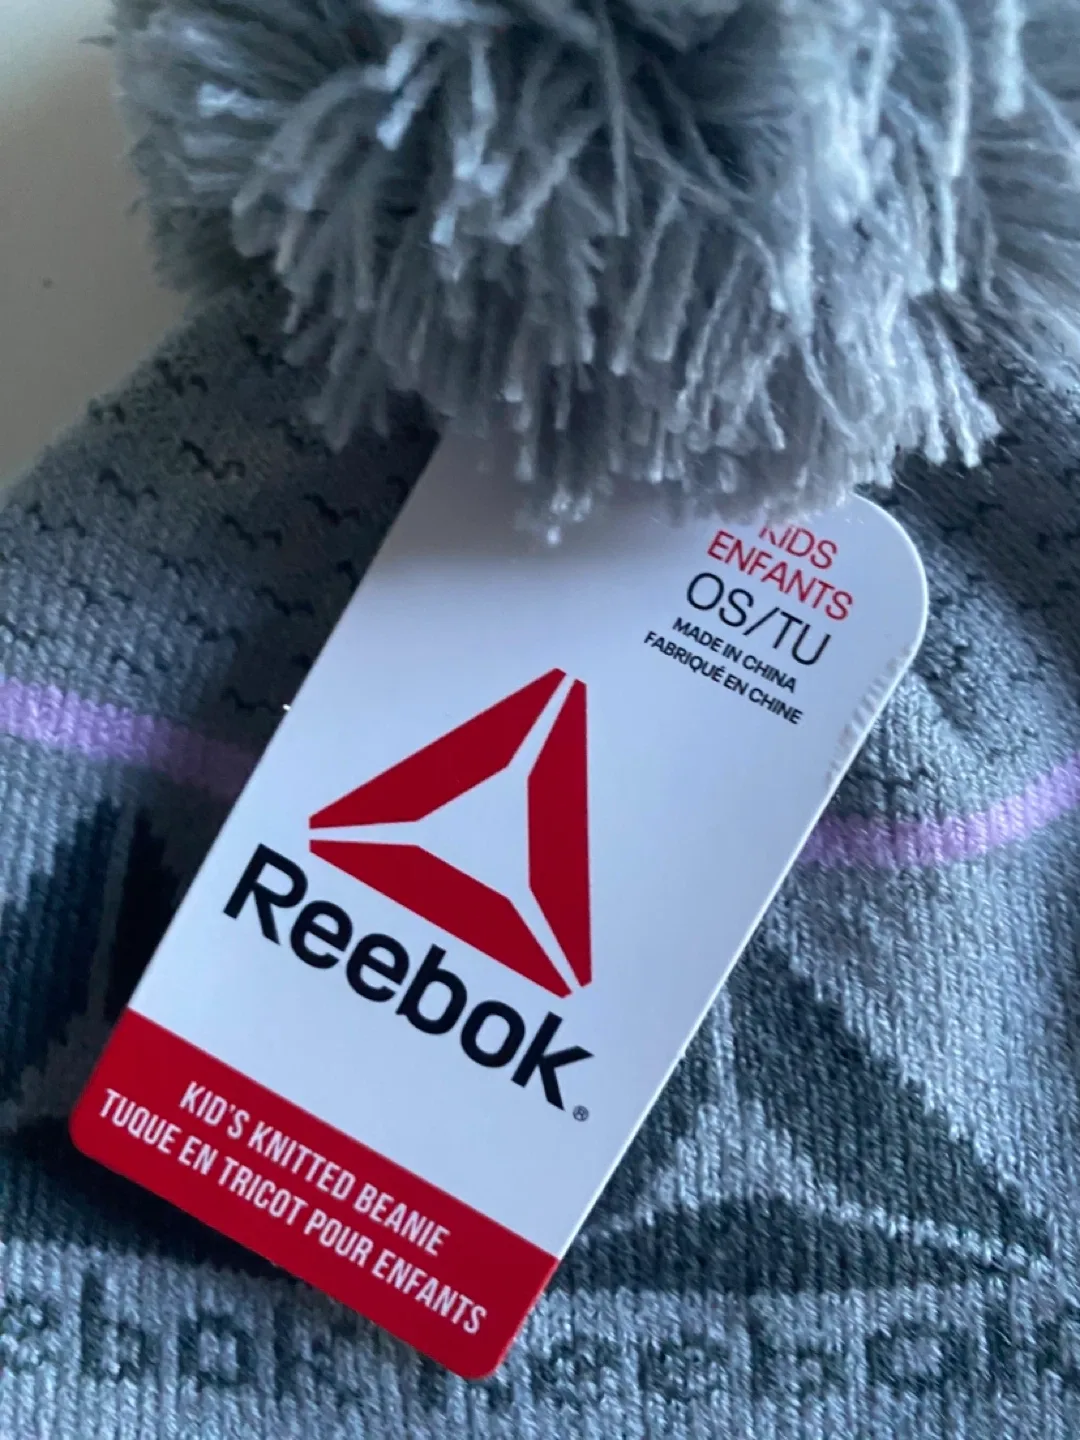 KIDS
ENFANTS
OS/TU
MADE IN CHINA
FABRIQUÉ EN CHINE
Reebok®
KID'S KNITTED BEANIE
TUQUE EN TRICOT POUR ENFANTS